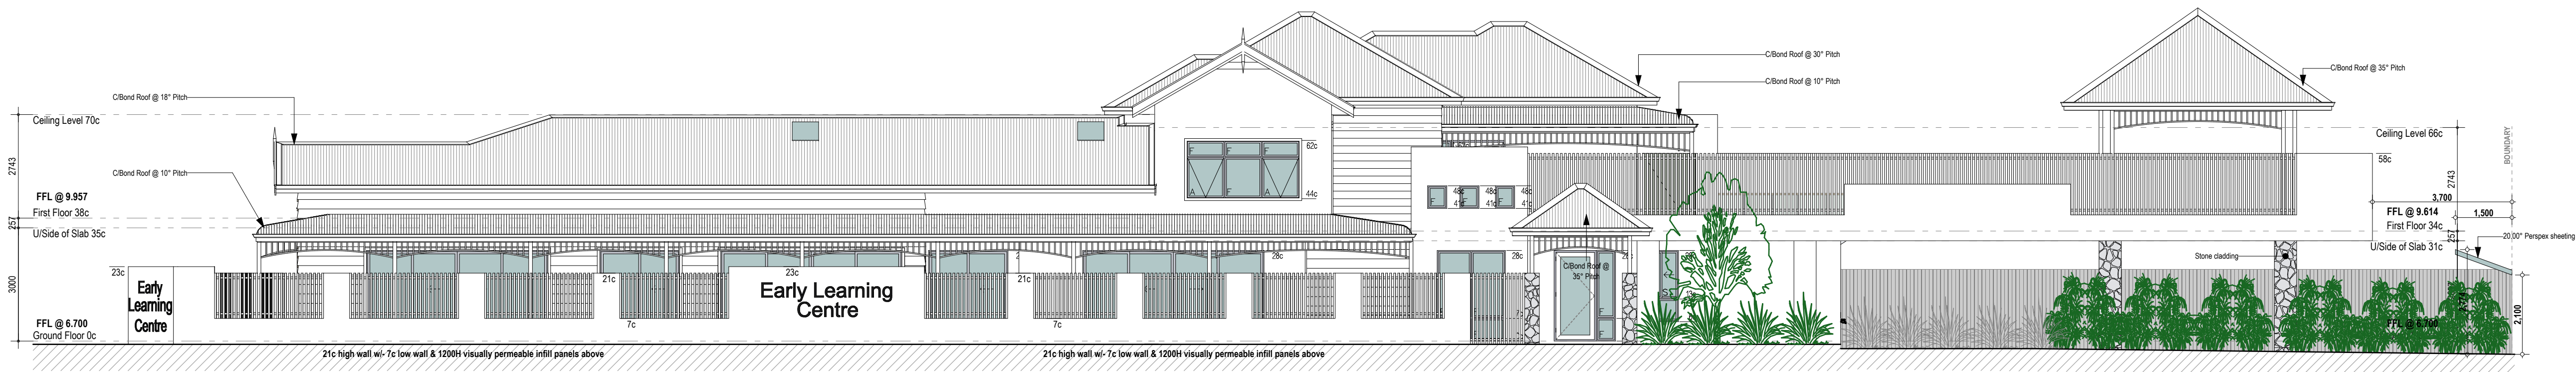 C/Bond Roof @ 30° Pitch
C/Bond Roof @ 35° Pitch
C/Bond Roof @ 10° Pitch
C/Bond Roof @ 18° Pitch
Ceiling Level 70c
Ceiling Level 66c
BOUNDARY
62c
58c
2743
C/Bond Roof @ 10° Pitch
F F F
A F A
44c
48c 48c 48c
41c 41c 41c
F F F
2743
3,700
FFL @ 9.957
First Floor 38c
257
U/Side of Slab 35c
FFL @ 9.614
1,500
First Floor 34c
257
U/Side of Slab 31c
20.00° Perspex sheeting
Stone cladding
23c
23c
28c
28c
C/Bond Roof @
35° Pitch
21c
21c
3000
Early
Learning
Centre
Early Learning
Centre
S
F
F
2,100
FFL @ 6.700
Ground Floor 0c
7c
7c
FFL @ 6.700
21c high wall w/- 7c low wall & 1200H visually permeable infill panels above
21c high wall w/- 7c low wall & 1200H visually permeable infill panels above